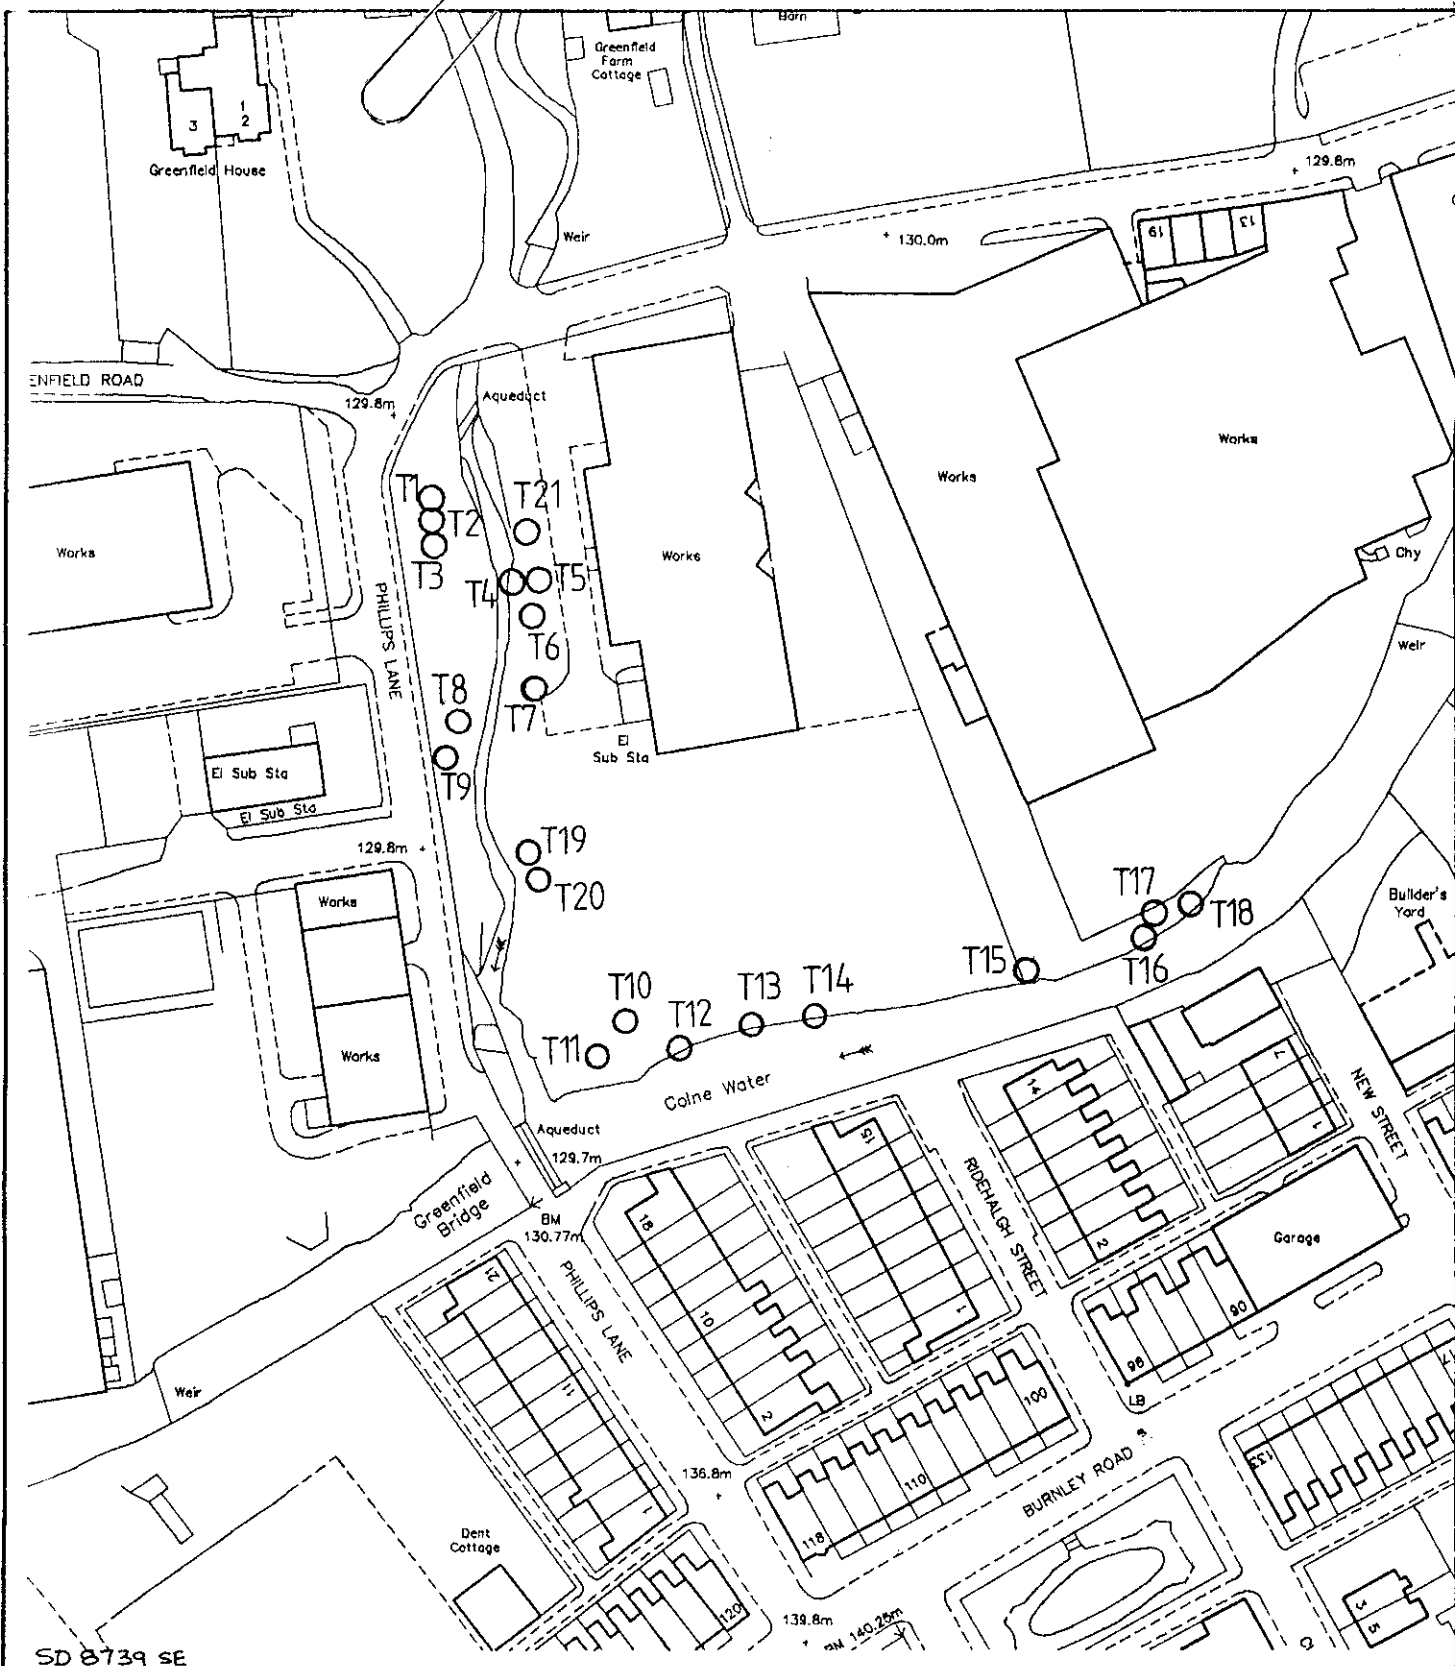 Barn
Greenfield
Farm
Cottage
3
1
2
Greenfield House
Weir
129.8m
130.0m
19
13
ENFIELD ROAD
129.8m
Aqueduct
Works
Works
Works
Works
Chy
Weir
T1
T2
T3
T21
T4
T5
T6
T7
T8
T9
PHILLIPS LANE
El
Sub Sta
El Sub Sta
El Sub Sta
129.8m
T19
T20
Works
Works
T17
T18
T16
T15
Builder's
Yard
T10
T11
T12
T13
T14
Colne Water
Aqueduct
129.7m
Greenfield
Bridge
BM
130.77m
15
14
7
1
NEW STREET
RIDEHALGH STREET
18
10
2
1
2
Garage
90
98
LB
21
11
1
PHILLIPS LANE
Weir
100
110
118
136.8m
BURNLEY ROAD
133
17
Dent
Cottage
120
139.8m
BM 140.25m
3
5
SD 8739 SE